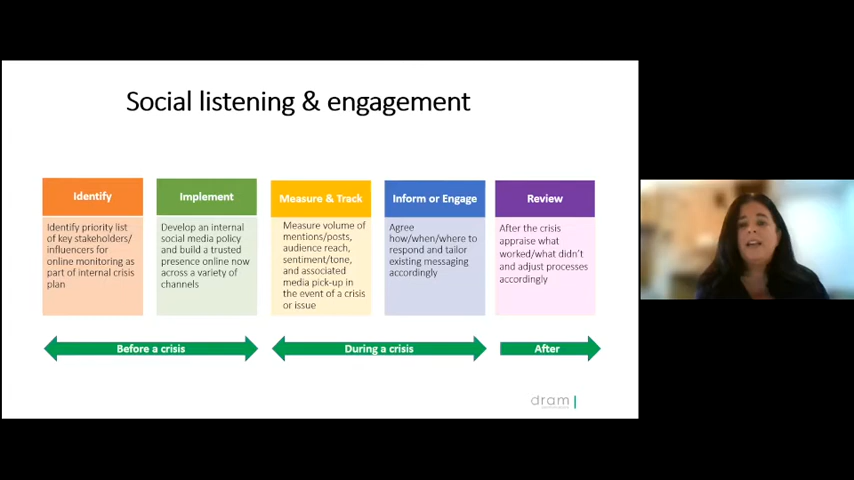 Social listening & engagement
Identify
Identify priority list
of key stakeholders/
influencers for
online monitoring as
part of internal crisis
plan
Implement
Develop an internal
social media policy
and build a trusted
presence online now
across a variety of
channels
Measure & Track
Measure volume of
mentions/posts,
audience reach,
sentiment/tone,
and associated
media pick-up in
the event of a crisis
or issue
Inform or Engage
Agree
how/when/where to
respond and tailor
existing messaging
accordingly
Review
After the crisis
appraise what
worked/what didn't
and adjust processes
accordingly
Before a crisis
During a crisis
After
dram